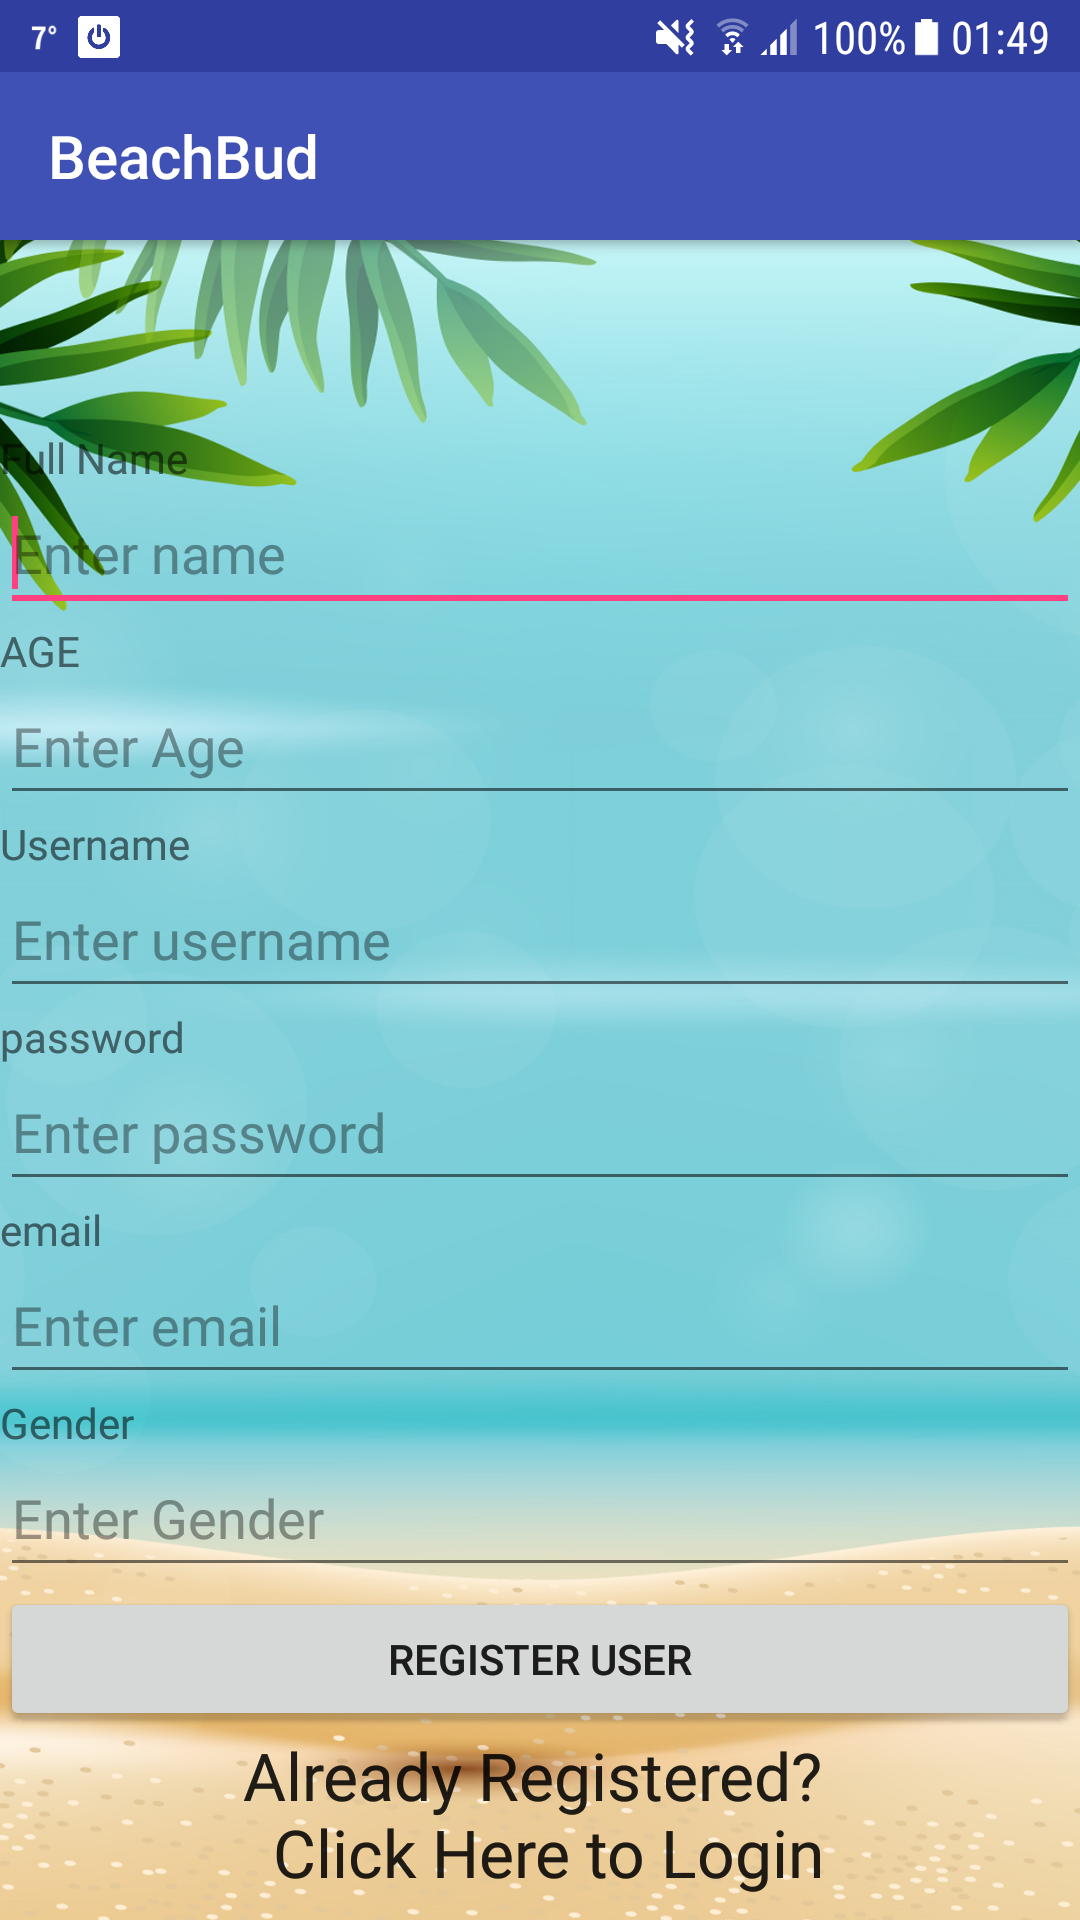 7° 100% 01:49
BeachBud
Full Name
Enter name
AGE
Enter Age
Username
Enter username
password
Enter password
email
Enter email
Gender
Enter Gender
REGISTER USER
Already Registered?
Click Here to Login